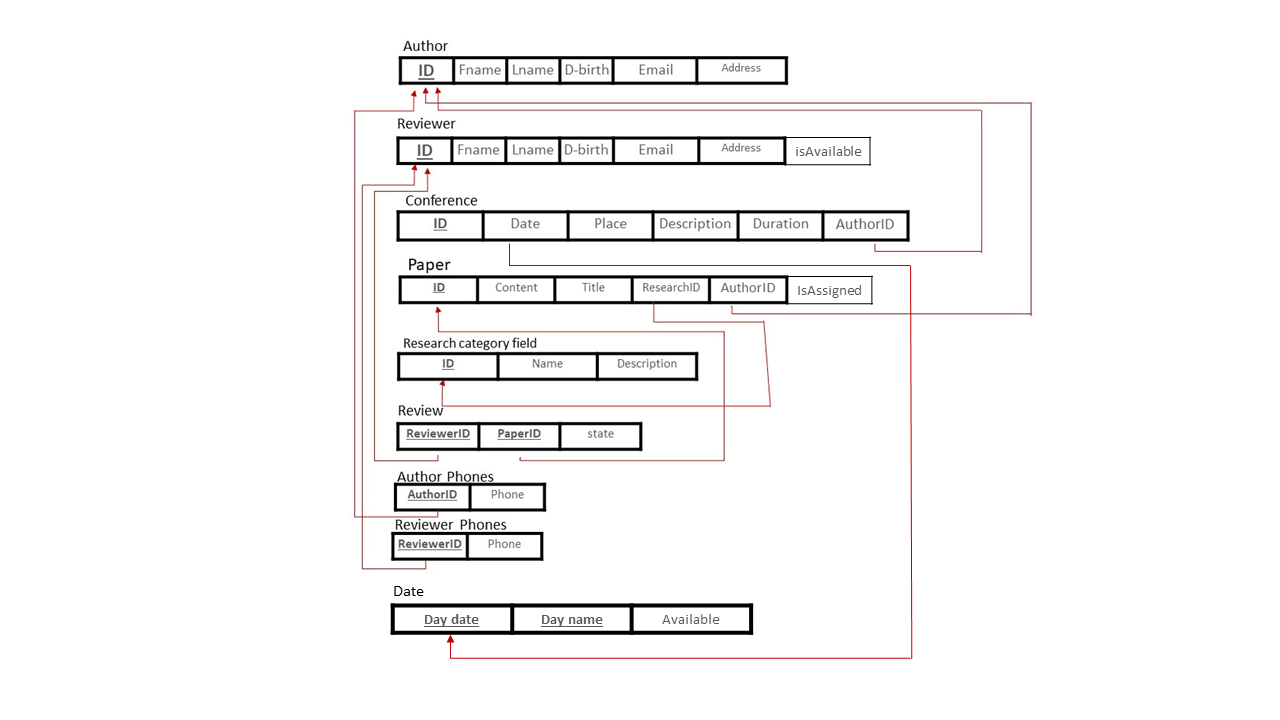 Author
ID Fname Lname D-birth Email Address
Reviewer
ID Fname Lname D-birth Email Address isAvailable
Conference
ID Date Place Description Duration AuthorID
Paper
ID Content Title ResearchID AuthorID IsAssigned
Research category field
ID Name Description
Review
ReviewerID PaperID state
Author Phones
AuthorID Phone
Reviewer Phones
ReviewerID Phone
Date
Day date Day name Available